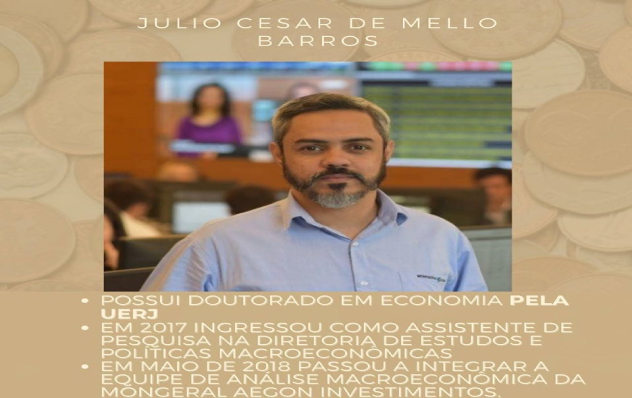 JULIO CESAR DE MELLO
BARROS
• POSSUI DOUTORADO EM ECONOMIA PELA
UERJ
• EM 2017 INGRESSOU COMO ASSISTENTE DE
PESQUISA NA DIRETORIA DE ESTUDOS E
POLÍTICAS MACROECONÔMICAS
• EM MAIO DE 2018 PASSOU A INTEGRAR A
EQUIPE DE ANÁLISE MACROECONÔMICA DA
MONGERAL AEGON INVESTIMENTOS.